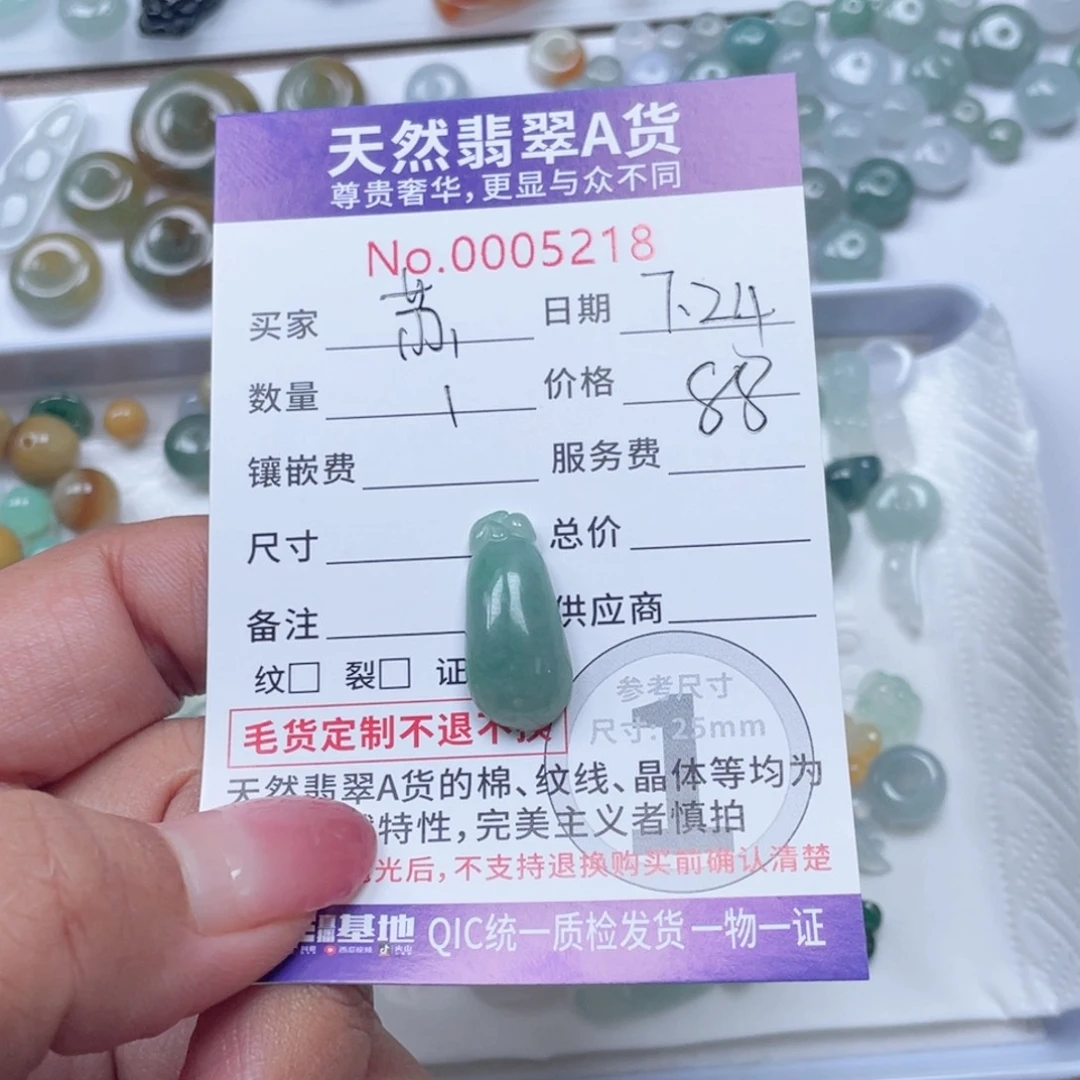 天然翡翠A货
尊贵奢华,更显与众不同
No.0005218
买家 苏 日期 7.24
数量 1 价格 88
镶嵌费 服务费
尺寸 总价
备注 供应商
纹□ 裂□ 证
毛货定制不退不换
参考尺寸
尺寸: 25mm
1
天然翡翠A货的棉、纹线、晶体等均为
特性,完美主义者慎拍
光后,不支持退换购买前确认清楚
基地 QIC统一质检发货一物一证